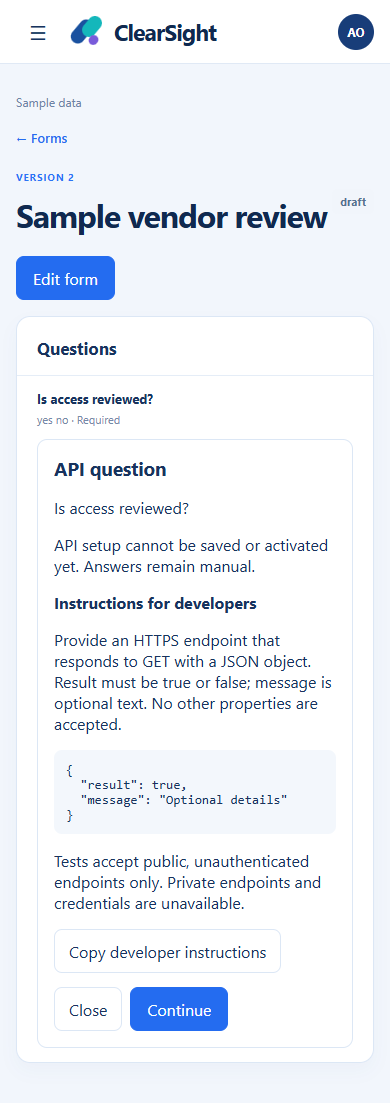 ☰ ClearSight AO
Sample data
← Forms
VERSION 2
Sample vendor review draft
Edit form
Questions
Is access reviewed?
yes no · Required
API question
Is access reviewed?
API setup cannot be saved or activated
yet. Answers remain manual.
Instructions for developers
Provide an HTTPS endpoint that
responds to GET with a JSON object.
Result must be true or false; message is
optional text. No other properties are
accepted.
{
  "result": true,
  "message": "Optional details"
}
Tests accept public, unauthenticated
endpoints only. Private endpoints and
credentials are unavailable.
Copy developer instructions
Close Continue